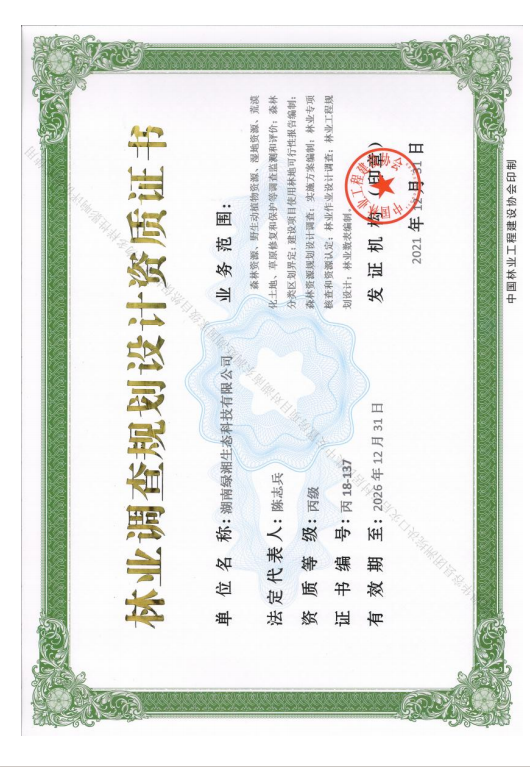 林业调查规划设计资质证书
单位名称：湖南绿湘生态科技有限公司
法定代表人：陈志兵
资质等级：丙级
证书编号：丙 18-137
有效期至：2026 年 12 月 31 日
业务范围：
森林资源、野生动植物资源、湿地资源、荒漠
化土地、草原修复和保护等调查监测和评价；森林
分类区划界定；建设项目使用林地可行性报告编制；
森林资源规划设计调查；实施方案编制；林业专项
核查和资源认定；林业作业设计调查；林业工程规
划设计；林业数表编制。
发证机构（印章）
2021 年 12 月 31 日
中国林业工程建设协会印制